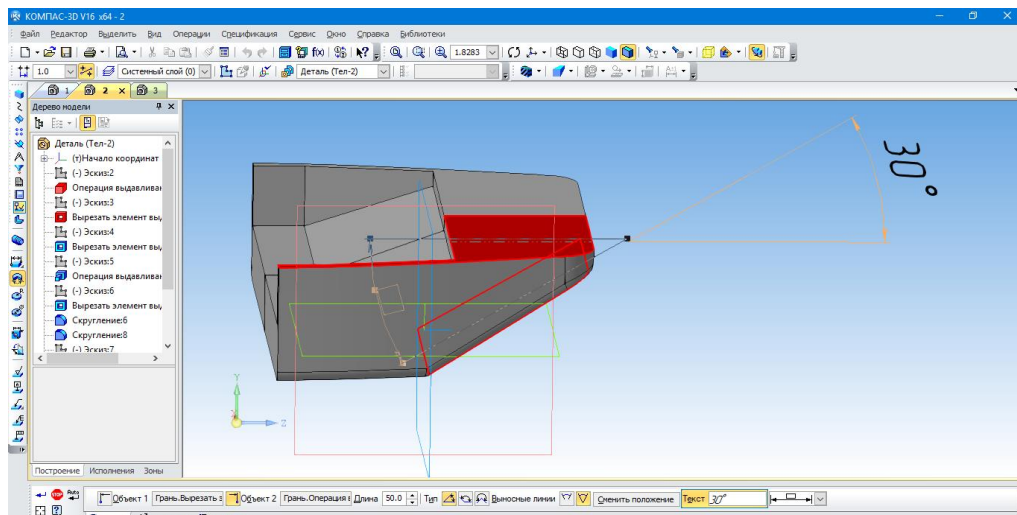 КОМПАС-3D V16 x64 - 2
Файл Редактор Выделить Вид Операции Спецификация Сервис Окно Справка Библиотеки
1.8283
1.0 Системный слой (0) Деталь (Тел-2)
1 2 3
Дерево модели
Деталь (Тел-2)
(т)Начало координат
(-) Эскиз:2
Операция выдавливан
(-) Эскиз:3
Вырезать элемент вы
(-) Эскиз:4
Вырезать элемент вы
(-) Эскиз:5
Операция выдавливан
(-) Эскиз:6
Вырезать элемент вы
Скругление:6
Скругление:8
(-) Эскиз:7
30°
Y
Z
Построение Исполнения Зоны
STOP Auto Объект 1 Грань.Вырезать э Объект 2 Грань.Операция в Длина 50.0 Тип Выносные линии Сменить положение Текст 30°